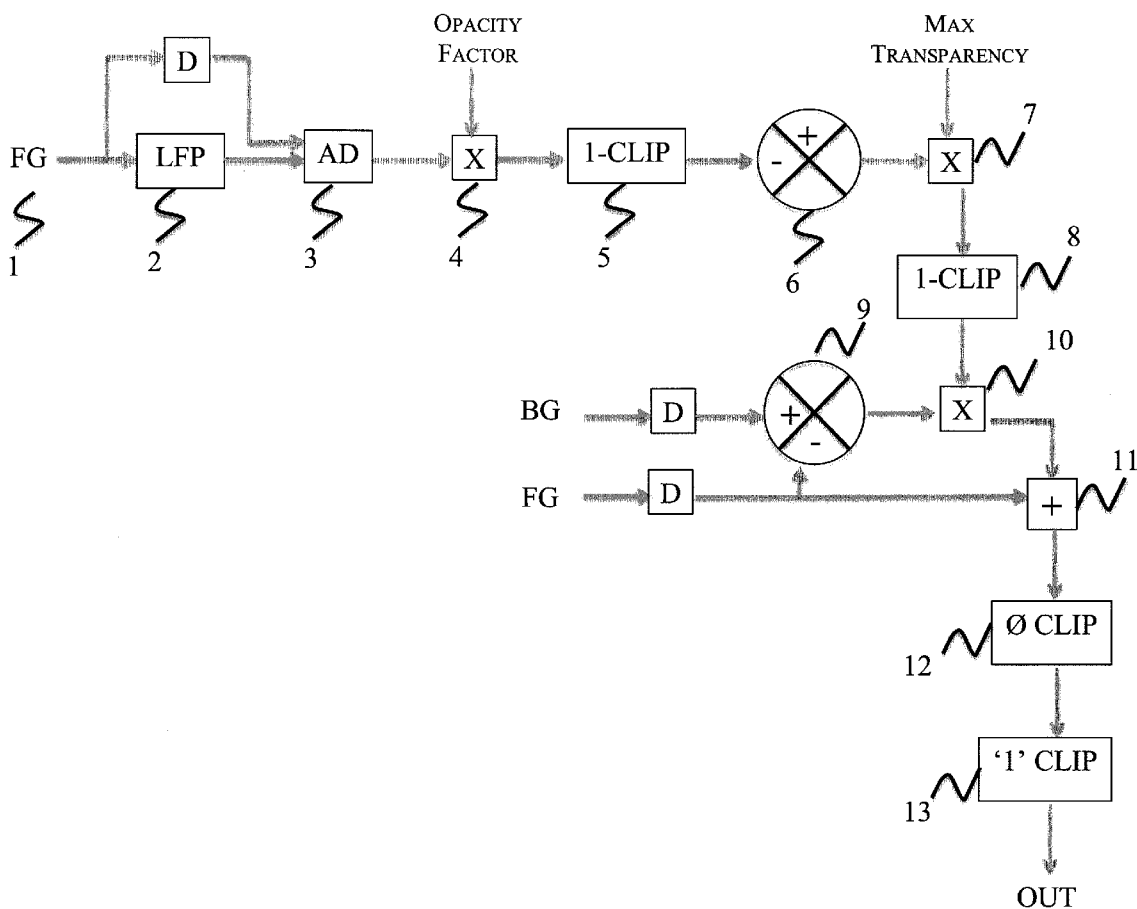 OPACITY
FACTOR
MAX
TRANSPARENCY
D
FG
LFP
AD
X
1-CLIP
+
-
X
7
1
2
3
4
5
6
8
1-CLIP
9
10
BG
D
+
-
X
11
FG
D
+
Ø CLIP
12
'1' CLIP
13
OUT